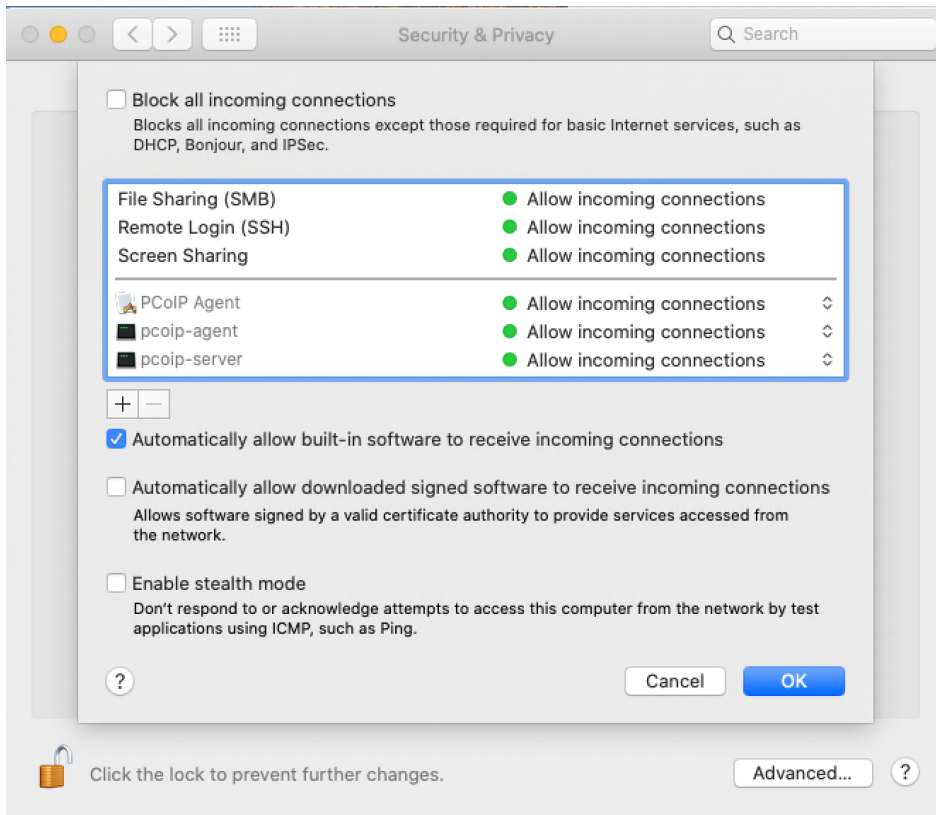 Security & Privacy
Search
Block all incoming connections
Blocks all incoming connections except those required for basic Internet services, such as
DHCP, Bonjour, and IPSec.
File Sharing (SMB) Allow incoming connections
Remote Login (SSH) Allow incoming connections
Screen Sharing Allow incoming connections
PCoIP Agent Allow incoming connections
pcoip-agent Allow incoming connections
pcoip-server Allow incoming connections
Automatically allow built-in software to receive incoming connections
Automatically allow downloaded signed software to receive incoming connections
Allows software signed by a valid certificate authority to provide services accessed from
the network.
Enable stealth mode
Don't respond to or acknowledge attempts to access this computer from the network by test
applications using ICMP, such as Ping.
? Cancel OK
Click the lock to prevent further changes. Advanced... ?